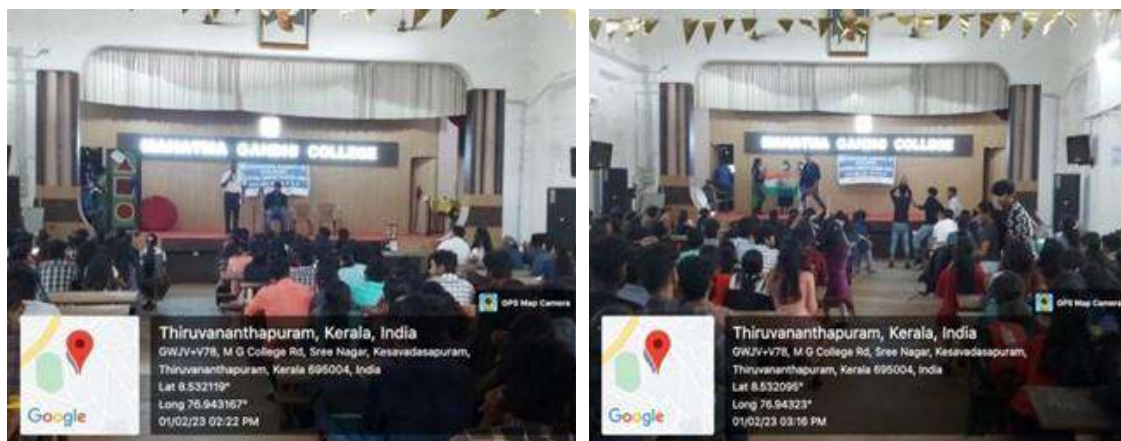 MAHATMA GANDHI COLLEGE
GPS Map Camera
Thiruvananthapuram, Kerala, India
GWJV+V78, M G College Rd, Sree Nagar, Kesavadasapuram,
Thiruvananthapuram, Kerala 695004, India
Lat 8.532119°
Long 76.943167°
01/02/23 02:22 PM
Google
MAHATMA GANDHI COLLEGE
GPS Map Camera
Thiruvananthapuram, Kerala, India
GWJV+V78, M G College Rd, Sree Nagar, Kesavadasapuram,
Thiruvananthapuram, Kerala 695004, India
Lat 8.532095°
Long 76.94323°
01/02/23 03:16 PM
Google